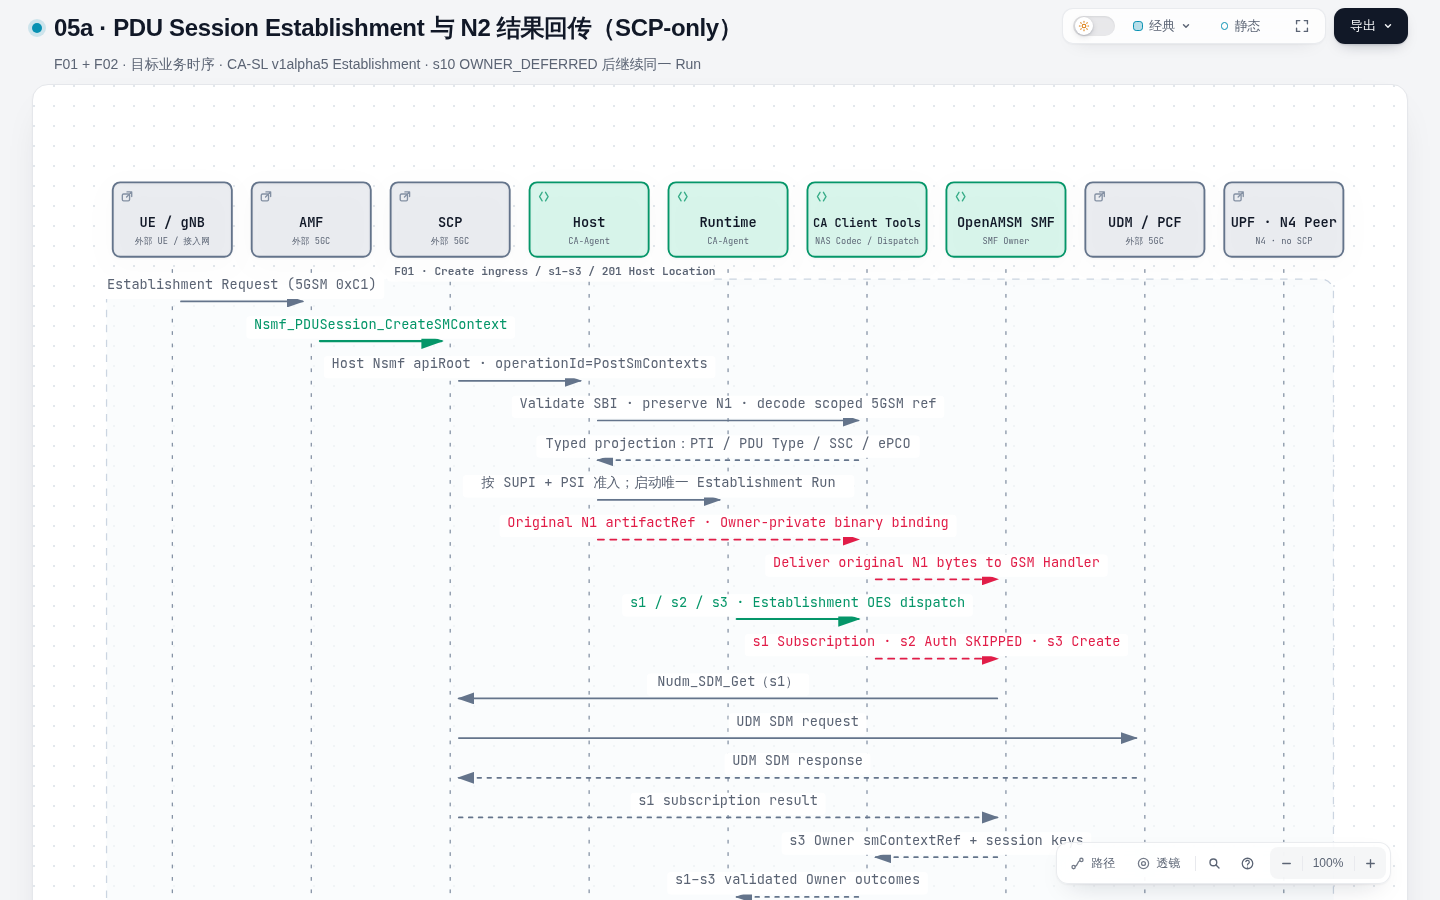 05a · PDU Session Establishment 与 N2 结果回传（SCP-only）
经典
静态
导出
F01 + F02 · 目标业务时序 · CA-SL v1alpha5 Establishment · s10 OWNER_DEFERRED 后继续同一 Run
UE / gNB
外部 UE / 接入网
AMF
外部 5GC
SCP
外部 5GC
Host
CA-Agent
Runtime
CA-Agent
CA Client Tools
NAS Codec / Dispatch
OpenAMSM SMF
SMF Owner
UDM / PCF
外部 5GC
UPF · N4 Peer
N4 · no SCP
F01 · Create ingress / s1–s3 / 201 Host Location
Establishment Request (5GSM 0xC1)
Nsmf_PDUSession_CreateSMContext
Host Nsmf apiRoot · operationId=PostSmContexts
Validate SBI · preserve N1 · decode scoped 5GSM ref
Typed projection：PTI / PDU Type / SSC / ePCO
按 SUPI + PSI 准入；启动唯一 Establishment Run
Original N1 artifactRef · Owner-private binary binding
Deliver original N1 bytes to GSM Handler
s1 / s2 / s3 · Establishment OES dispatch
s1 Subscription · s2 Auth SKIPPED · s3 Create
Nudm_SDM_Get（s1）
UDM SDM request
UDM SDM response
s1 subscription result
s3 Owner smContextRef + session keys
s1–s3 validated Owner outcomes
路径
透镜
100%